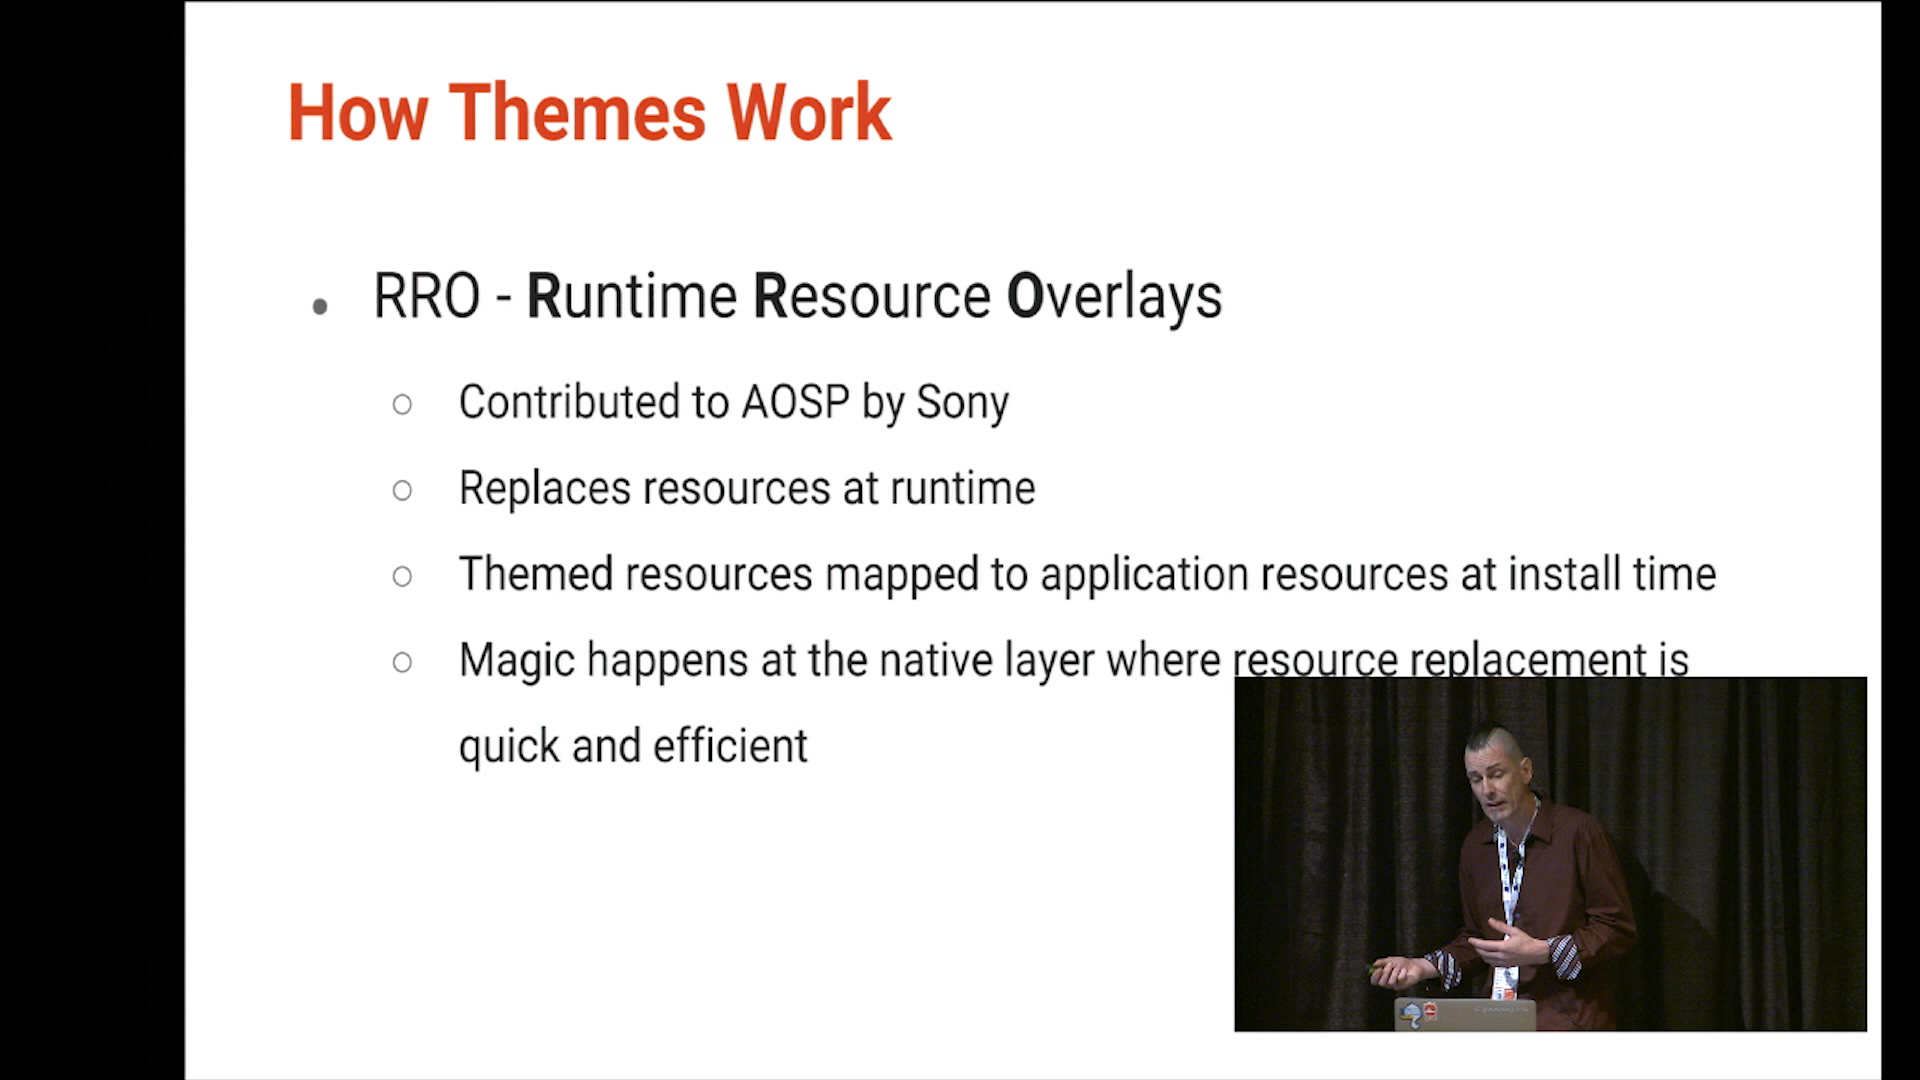 How Themes Work
RRO - Runtime Resource Overlays
Contributed to AOSP by Sony
Replaces resources at runtime
Themed resources mapped to application resources at install time
Magic happens at the native layer where resource replacement is
quick and efficient